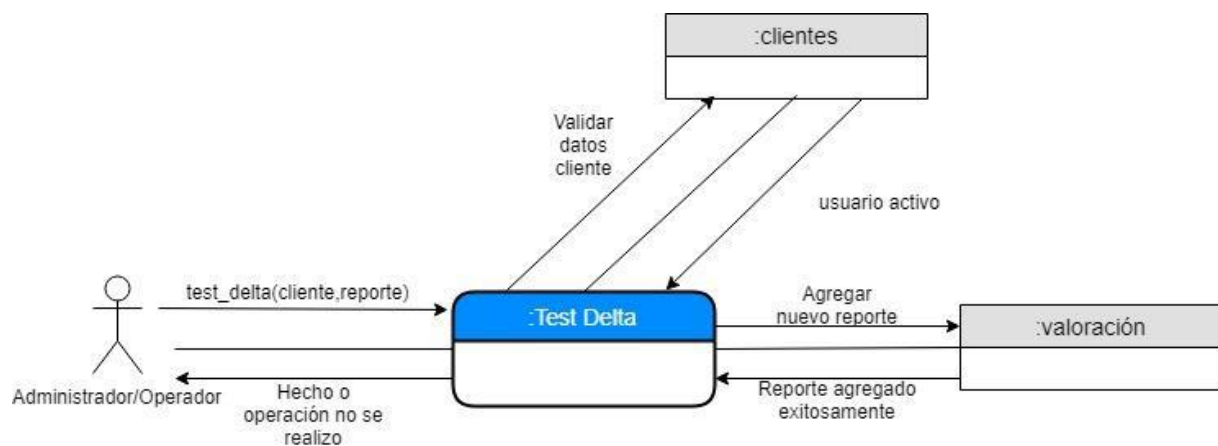 :clientes
Validar
datos
cliente
usuario activo
test_delta(cliente,reporte)
:Test Delta
Agregar
nuevo reporte
:valoración
Administrador/Operador
Hecho o
operación no se
realizo
Reporte agregado
exitosamente